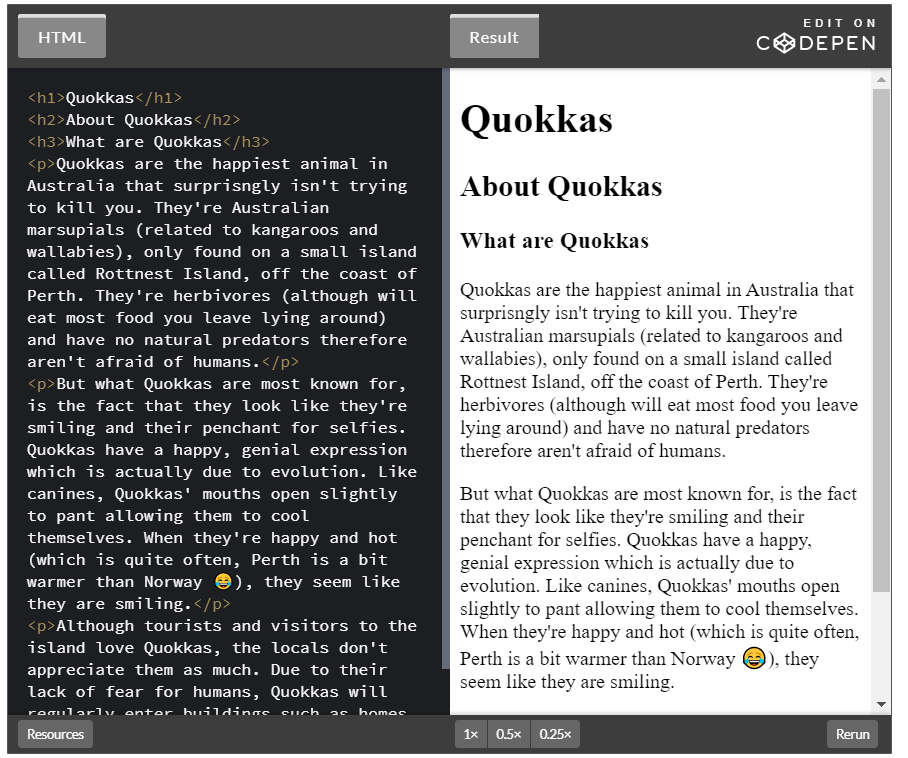 HTML
Result
EDIT ON
CODEPEN
<h1>Quokkas</h1>
<h2>About Quokkas</h2>
<h3>What are Quokkas</h3>
<p>Quokkas are the happiest animal in
Australia that surprisngly isn't trying
to kill you. They're Australian
marsupials (related to kangaroos and
wallabies), only found on a small island
called Rottnest Island, off the coast of
Perth. They're herbivores (although will
eat most food you leave lying around)
and have no natural predators therefore
aren't afraid of humans.</p>
<p>But what Quokkas are most known for,
is the fact that they look like they're
smiling and their penchant for selfies.
Quokkas have a happy, genial expression
which is actually due to evolution. Like
canines, Quokkas' mouths open slightly
to pant allowing them to cool
themselves. When they're happy and hot
(which is quite often, Perth is a bit
warmer than Norway 😂), they seem like
they are smiling.</p>
<p>Although tourists and visitors to the
island love Quokkas, the locals don't
appreciate them as much. Due to their
lack of fear for humans, Quokkas will
regularly enter buildings such as homes
Quokkas
About Quokkas
What are Quokkas
Quokkas are the happiest animal in Australia that
surprisngly isn't trying to kill you. They're
Australian marsupials (related to kangaroos and
wallabies), only found on a small island called
Rottnest Island, off the coast of Perth. They're
herbivores (although will eat most food you leave
lying around) and have no natural predators
therefore aren't afraid of humans.
But what Quokkas are most known for, is the fact
that they look like they're smiling and their
penchant for selfies. Quokkas have a happy,
genial expression which is actually due to
evolution. Like canines, Quokkas' mouths open
slightly to pant allowing them to cool themselves.
When they're happy and hot (which is quite often,
Perth is a bit warmer than Norway 😂), they
seem like they are smiling.
Resources
1×
0.5×
0.25×
Rerun